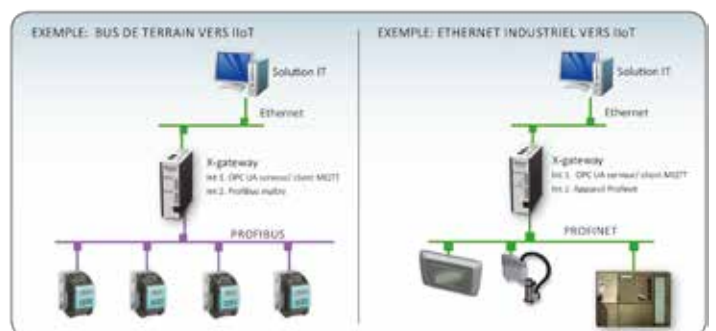 EXEMPLE: BUS DE TERRAIN VERS IIoT
Solution IT
Ethernet
X-gateway
Int 1. OPC UA serveur/ client MQTT
Int 2. Profibus maître
PROFIBUS
EXEMPLE: ETHERNET INDUSTRIEL VERS IIoT
Solution IT
Ethernet
X-gateway
Int 1. OPC UA serveur/ client MQTT
Int 2. Appareil Profinet
PROFINET